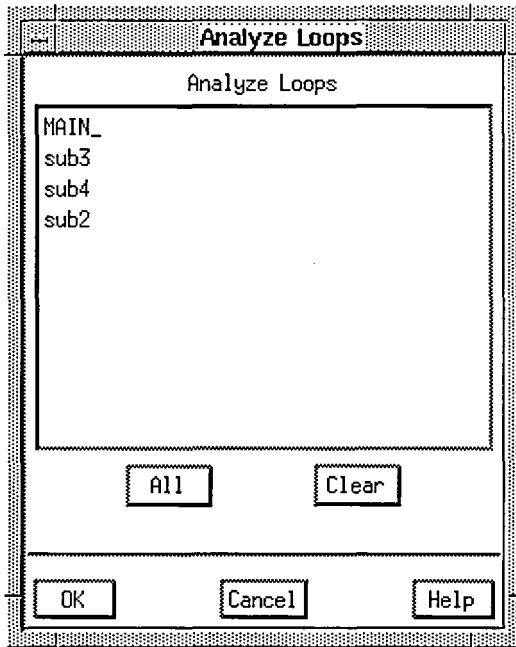 Analyze Loops
Analyze Loops
MAIN_
sub3
sub4
sub2
All Clear
OK Cancel Help